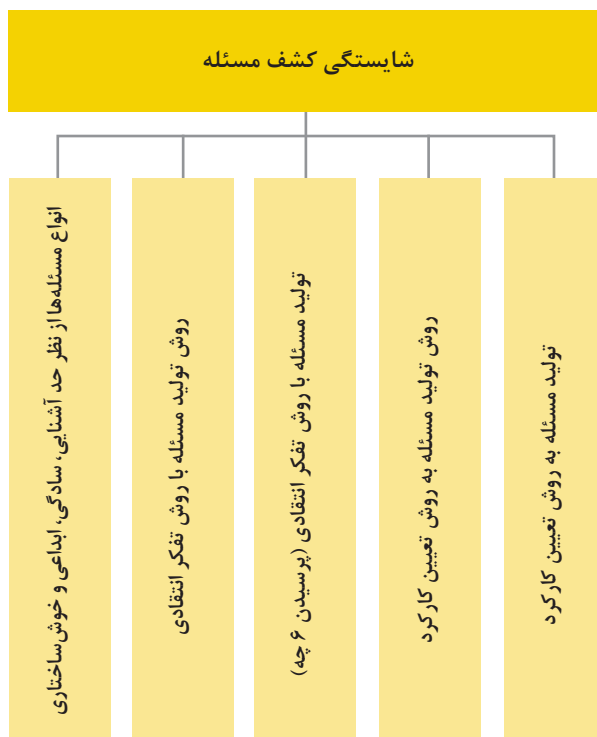 شایستگی کشف مسئله
تولید مسئله به روش تعیین کارکرد
روش تولید مسئله به روش تعیین کارکرد
تولید مسئله با روش تفکر انتقادی (پرسیدن ۶ چه)
روش تولید مسئله با روش تفکر انتقادی
انواع مسئله‌ها از نظر حد آشنایی، سادگی، ابداعی و خوش‌ساختاری